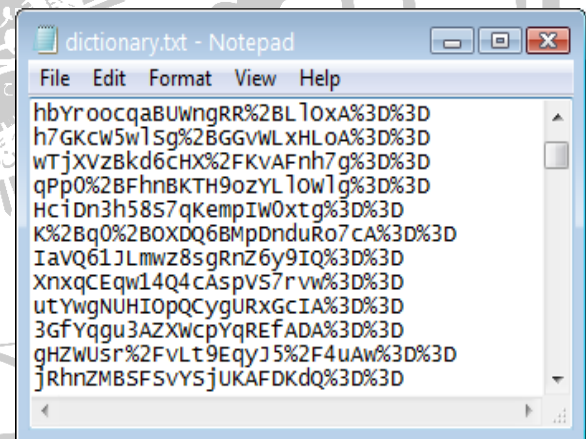 dictionary.txt - Notepad
File Edit Format View Help
hbYroocqaBUWngRR%2BLlOxA%3D%3D
h7GKcW5wlSg%2BGGvWLxHLoA%3D%3D
wTjXVzBkd6cHX%2FKvAFnh7g%3D%3D
qPp0%2BFhnBKTH9ozYLlOWlg%3D%3D
HciDn3h58S7qKempIW0xtg%3D%3D
K%2Bq0%2BOXDQ6BMpDnduRo7cA%3D%3D
IaVQ61JLmwz8sgRnZ6y9IQ%3D%3D
XnxqCEqw14Q4cAspVS7rvw%3D%3D
utYwgNUHIOpQCygURxGcIA%3D%3D
3GfYqgu3AZXWcpYqREfADA%3D%3D
gHZWUsr%2FvLt9EqyJ5%2F4uAw%3D%3D
jRhnZMBSFSvYSjUKAFDKdQ%3D%3D